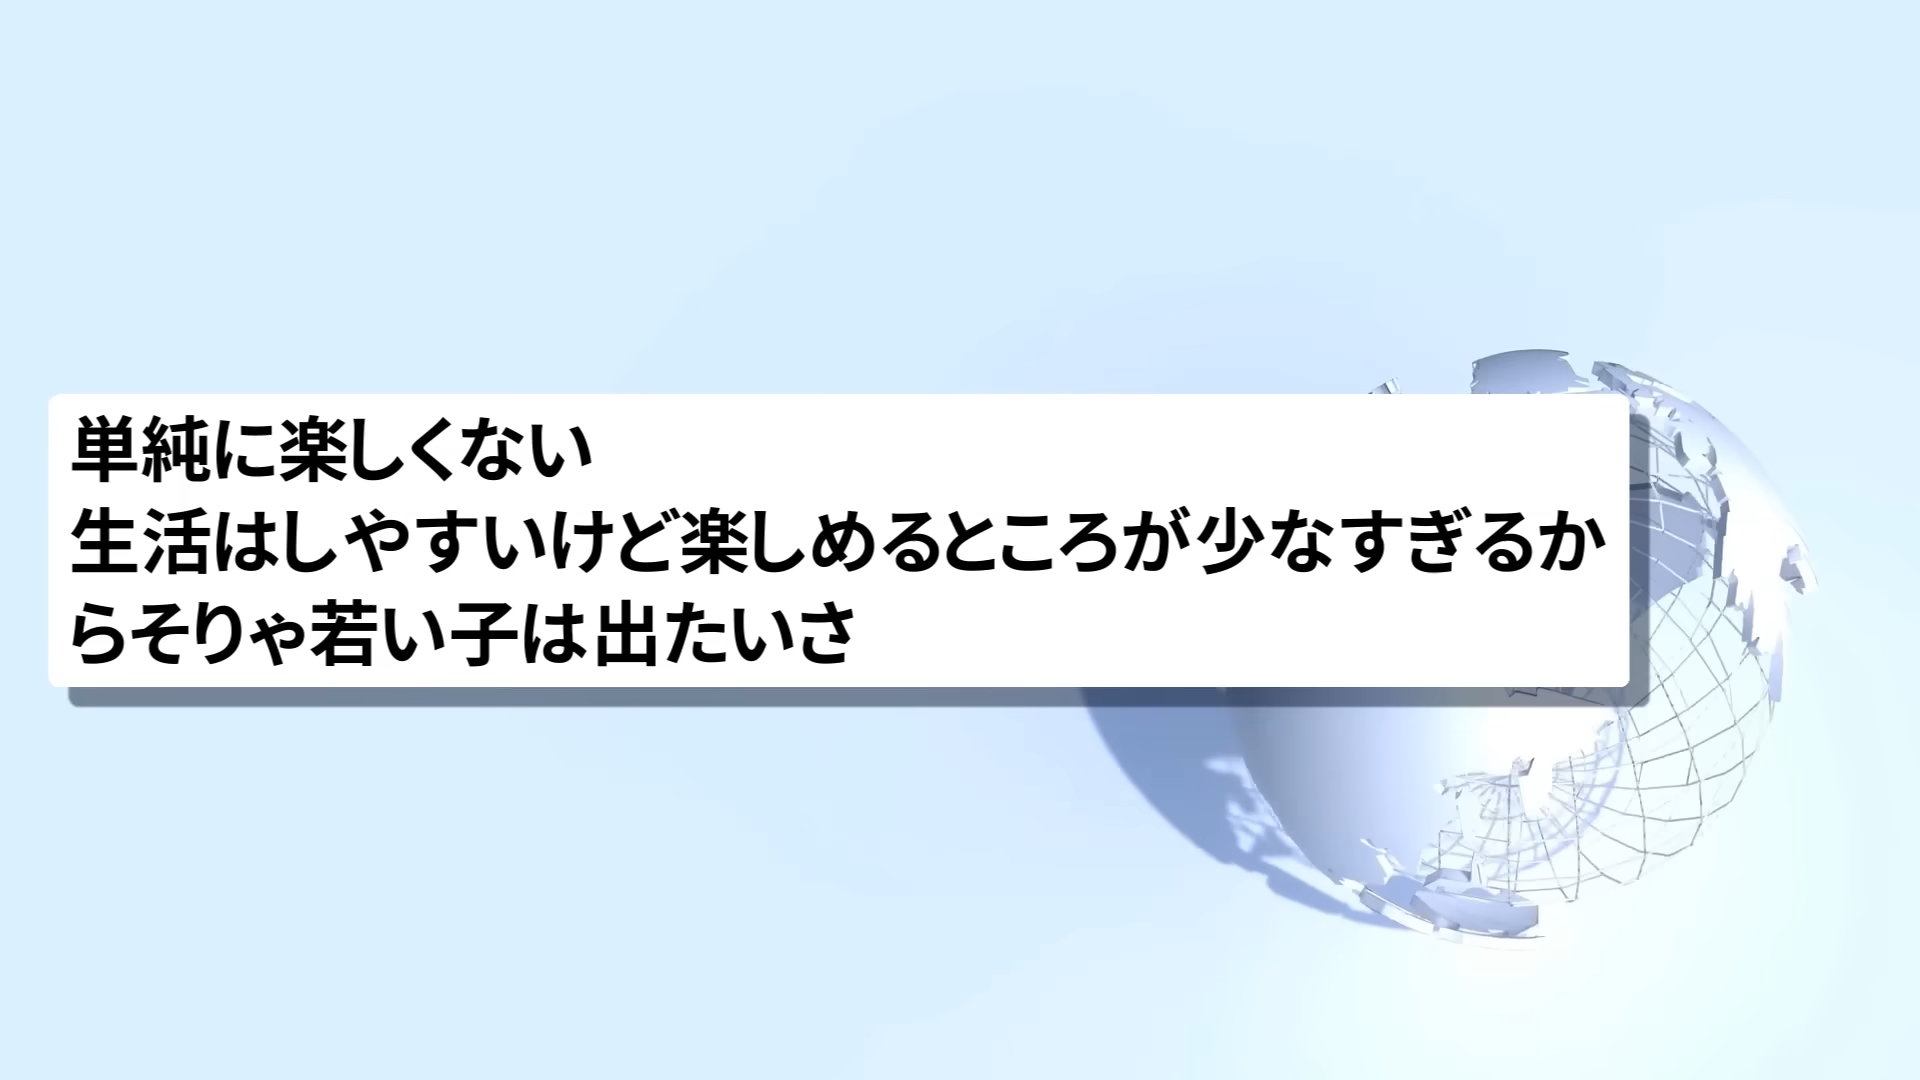 単純に楽しくない
生活はしやすいけど楽しめるところが少なすぎるか
らそりゃ若い子は出たいさ